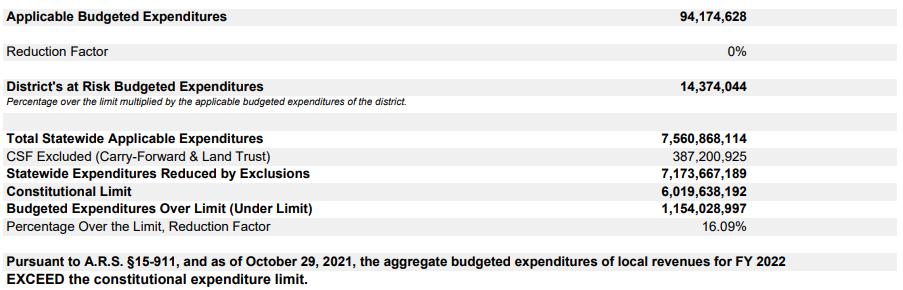 Applicable Budgeted Expenditures 94,174,628
Reduction Factor 0%
District's at Risk Budgeted Expenditures 14,374,044
Percentage over the limit multiplied by the applicable budgeted expenditures of the district.
Total Statewide Applicable Expenditures 7,560,868,114
CSF Excluded (Carry-Forward & Land Trust) 387,200,925
Statewide Expenditures Reduced by Exclusions 7,173,667,189
Constitutional Limit 6,019,638,192
Budgeted Expenditures Over Limit (Under Limit) 1,154,028,997
Percentage Over the Limit, Reduction Factor 16.09%
Pursuant to A.R.S. §15-911, and as of October 29, 2021, the aggregate budgeted expenditures of local revenues for FY 2022
EXCEED the constitutional expenditure limit.